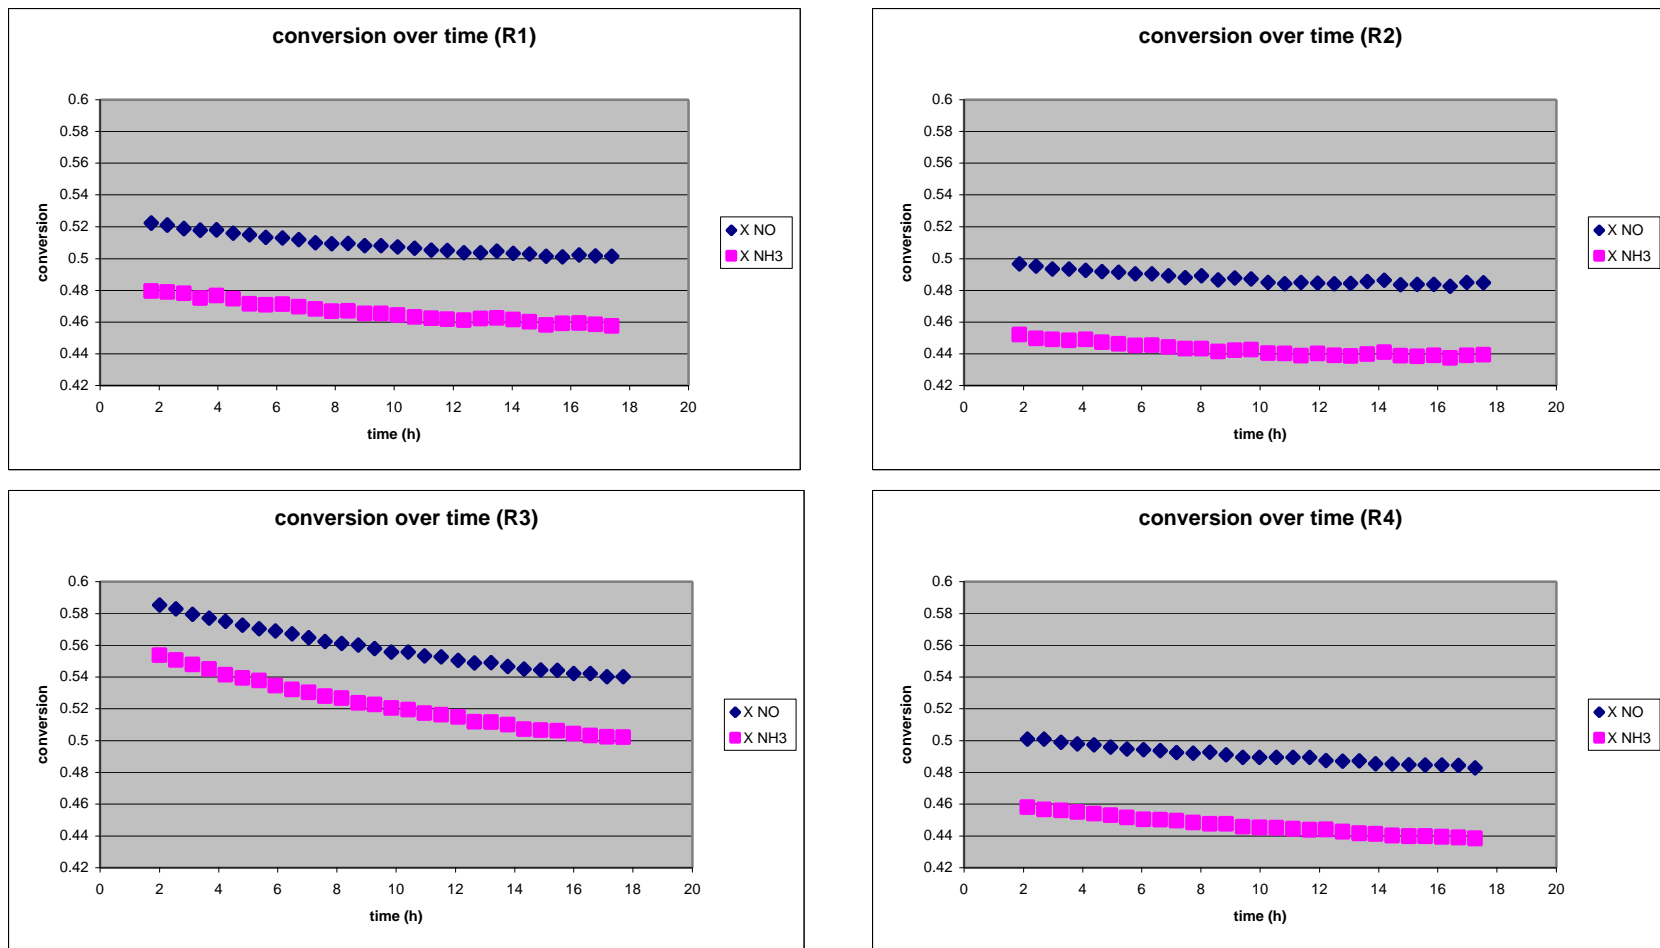 conversion over time (R1)
0.6
0.58
0.56
0.54
0.52
0.5
0.48
0.46
0.44
0.42
0 2 4 6 8 10 12 14 16 18 20
time (h)
conversion
X NO
X NH3
conversion over time (R2)
0.6
0.58
0.56
0.54
0.52
0.5
0.48
0.46
0.44
0.42
0 2 4 6 8 10 12 14 16 18 20
time (h)
conversion
X NO
X NH3
conversion over time (R3)
0.6
0.58
0.56
0.54
0.52
0.5
0.48
0.46
0.44
0.42
0 2 4 6 8 10 12 14 16 18 20
time (h)
conversion
X NO
X NH3
conversion over time (R4)
0.6
0.58
0.56
0.54
0.52
0.5
0.48
0.46
0.44
0.42
0 2 4 6 8 10 12 14 16 18 20
time (h)
conversion
X NO
X NH3